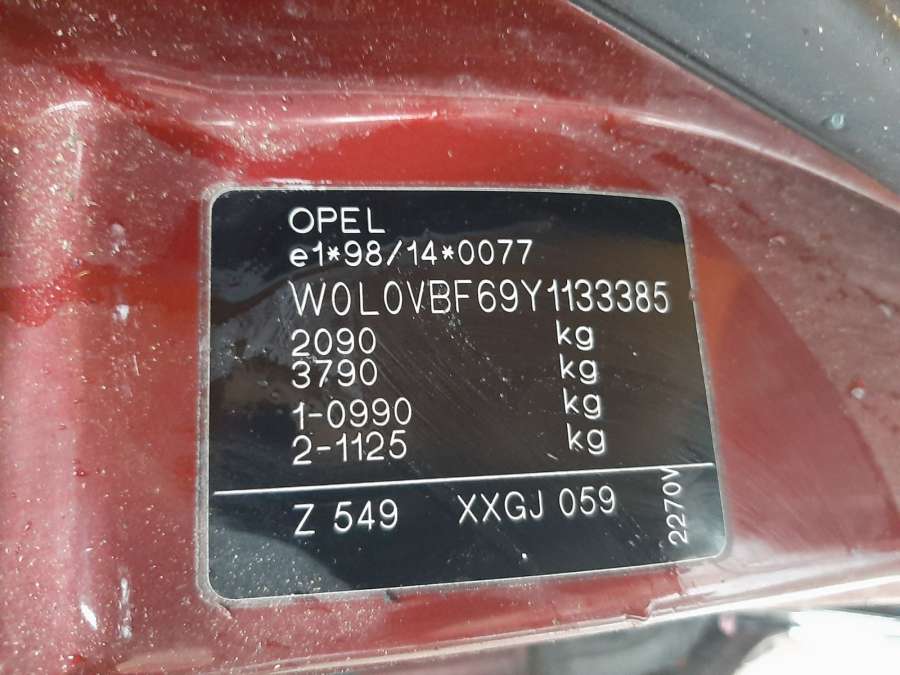 OPEL
e1*98/14*0077
W0L0VBF69Y1133385
2090 kg
3790 kg
1-0990 kg
2-1125 kg
Z 549 XXGJ 059
2270V